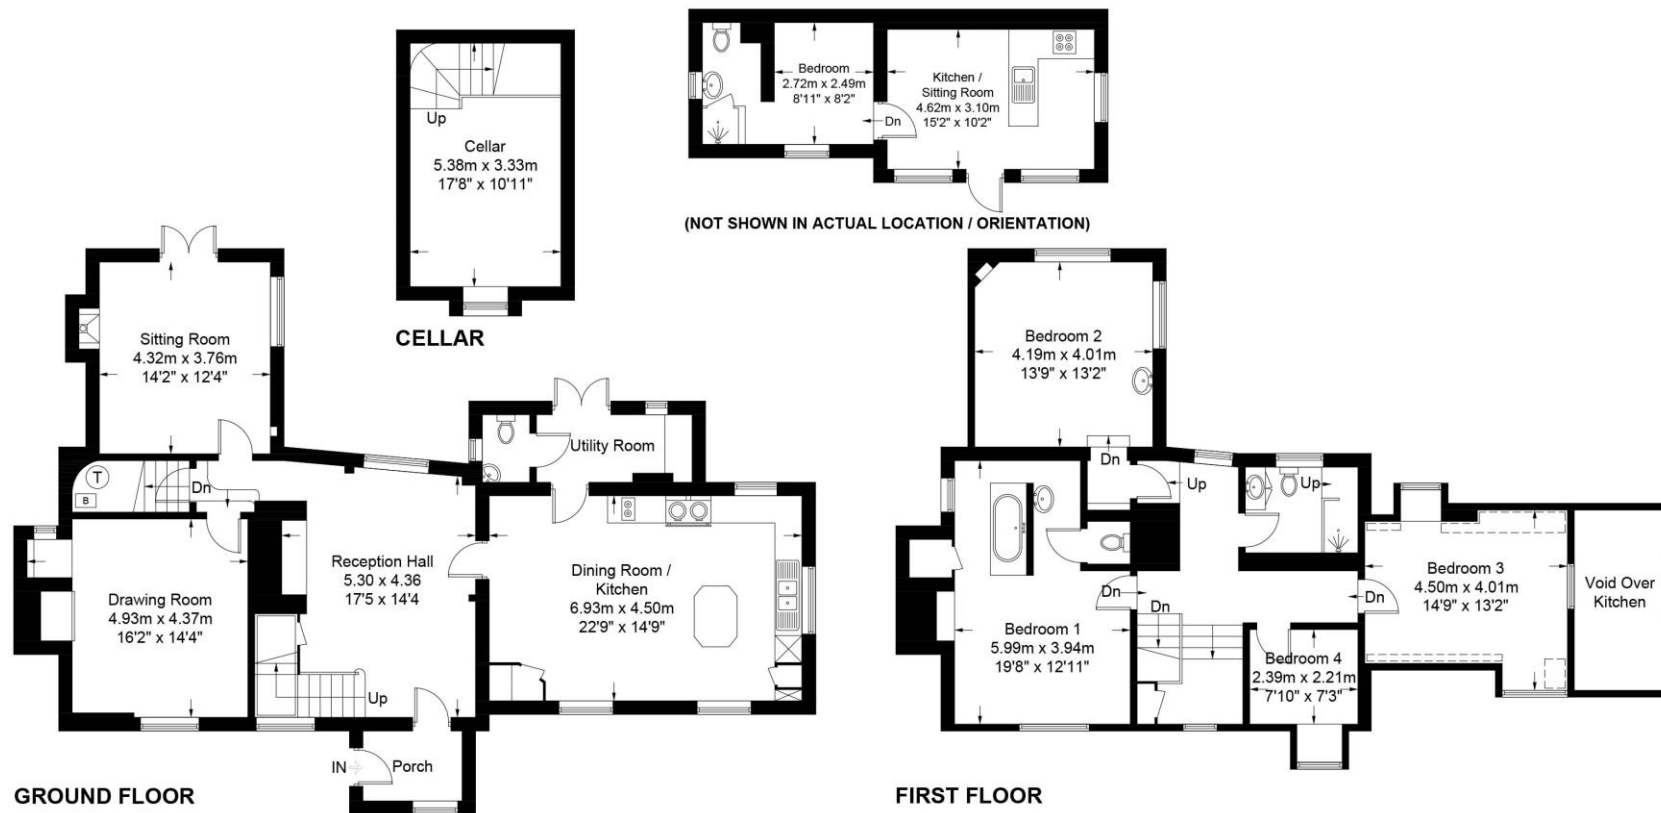 Up
Cellar
5.38m x 3.33m
17'8" x 10'11"
CELLAR
Bedroom
2.72m x 2.49m
8'11" x 8'2"
Dn
Kitchen /
Sitting Room
4.62m x 3.10m
15'2" x 10'2"
(NOT SHOWN IN ACTUAL LOCATION / ORIENTATION)
Sitting Room
4.32m x 3.76m
14'2" x 12'4"
Utility Room
T
B
Dn
Reception Hall
5.30 x 4.36
17'5 x 14'4
Dining Room /
Kitchen
6.93m x 4.50m
22'9" x 14'9"
Drawing Room
4.93m x 4.37m
16'2" x 14'4"
Up
IN
Porch
GROUND FLOOR
Bedroom 2
4.19m x 4.01m
13'9" x 13'2"
Dn
Up
Up
Bedroom 3
4.50m x 4.01m
14'9" x 13'2"
Void Over
Kitchen
Dn
Dn
Bedroom 1
5.99m x 3.94m
19'8" x 12'11"
Bedroom 4
2.39m x 2.21m
7'10" x 7'3"
FIRST FLOOR